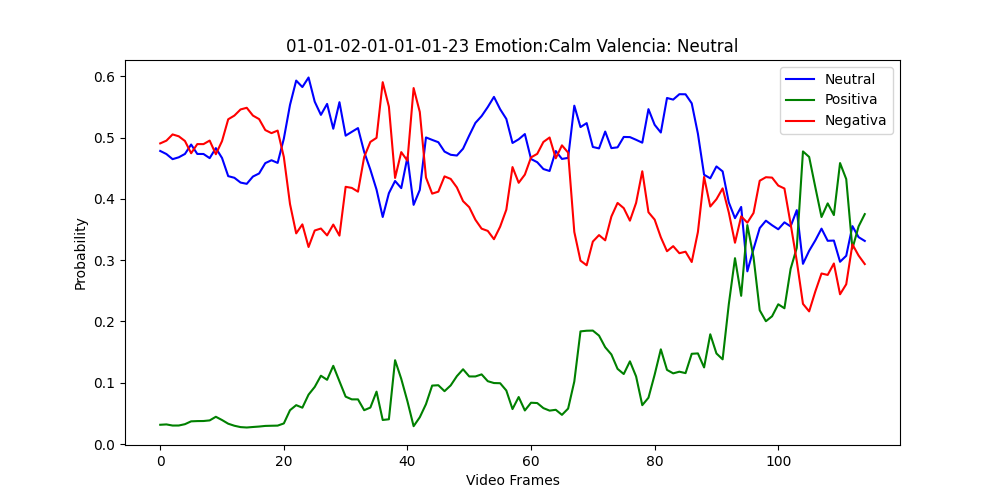 01-01-02-01-01-01-23 Emotion:Calm Valencia: Neutral
Neutral
Positiva
Negativa
Probability
0.6
0.5
0.4
0.3
0.2
0.1
0.0
0 20 40 60 80 100
Video Frames